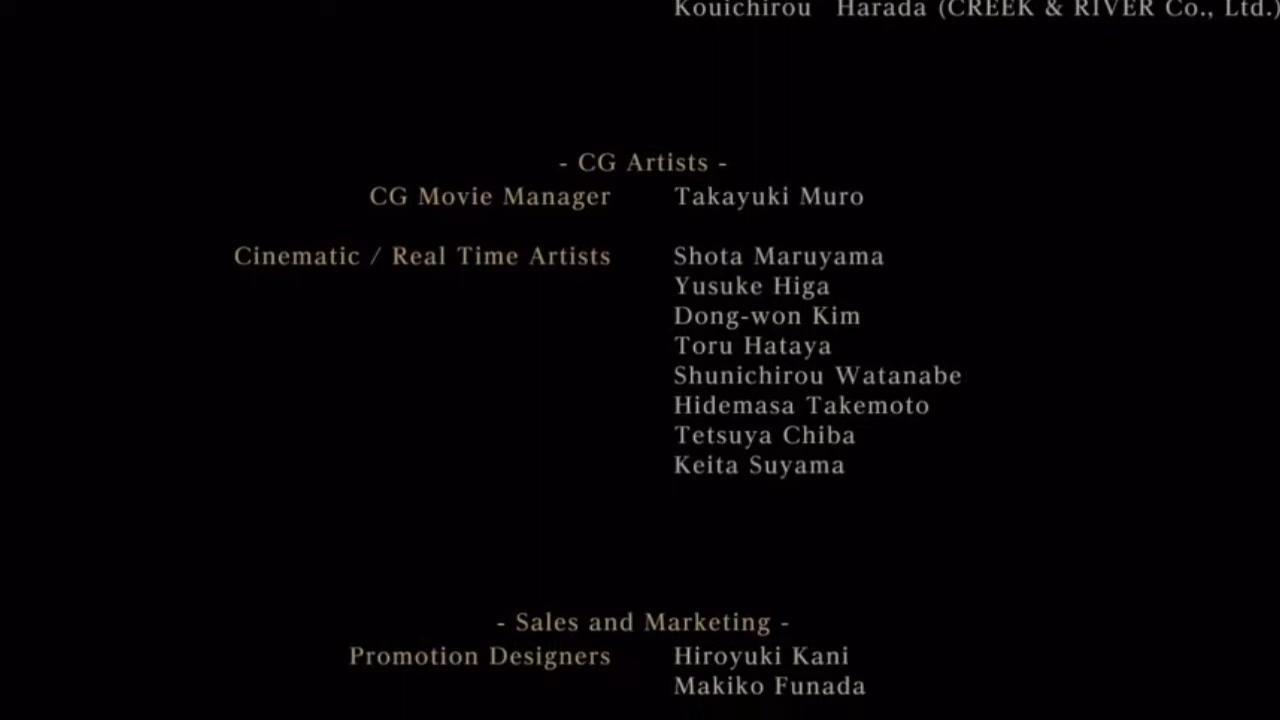 Kouichirou Harada (CREEK & RIVER Co., Ltd.)
- CG Artists -
CG Movie Manager Takayuki Muro
Cinematic / Real Time Artists Shota Maruyama
Yusuke Higa
Dong-won Kim
Toru Hataya
Shunichirou Watanabe
Hidemasa Takemoto
Tetsuya Chiba
Keita Suyama
- Sales and Marketing -
Promotion Designers Hiroyuki Kani
Makiko Funada